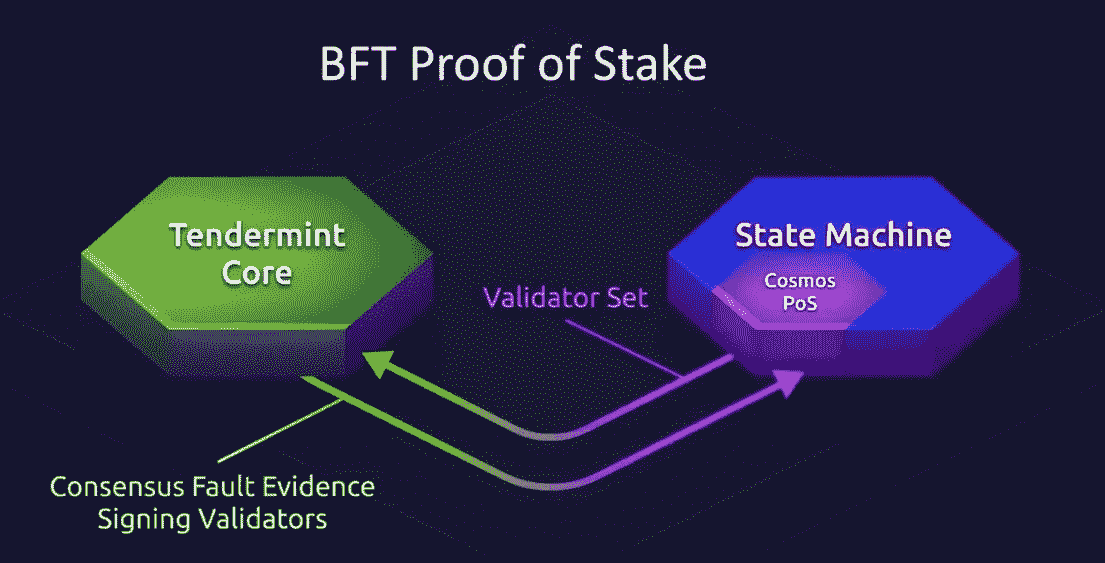 BFT Proof of Stake
Tendermint
Core
State Machine
Cosmos
PoS
Validator Set
Consensus Fault Evidence
Signing Validators